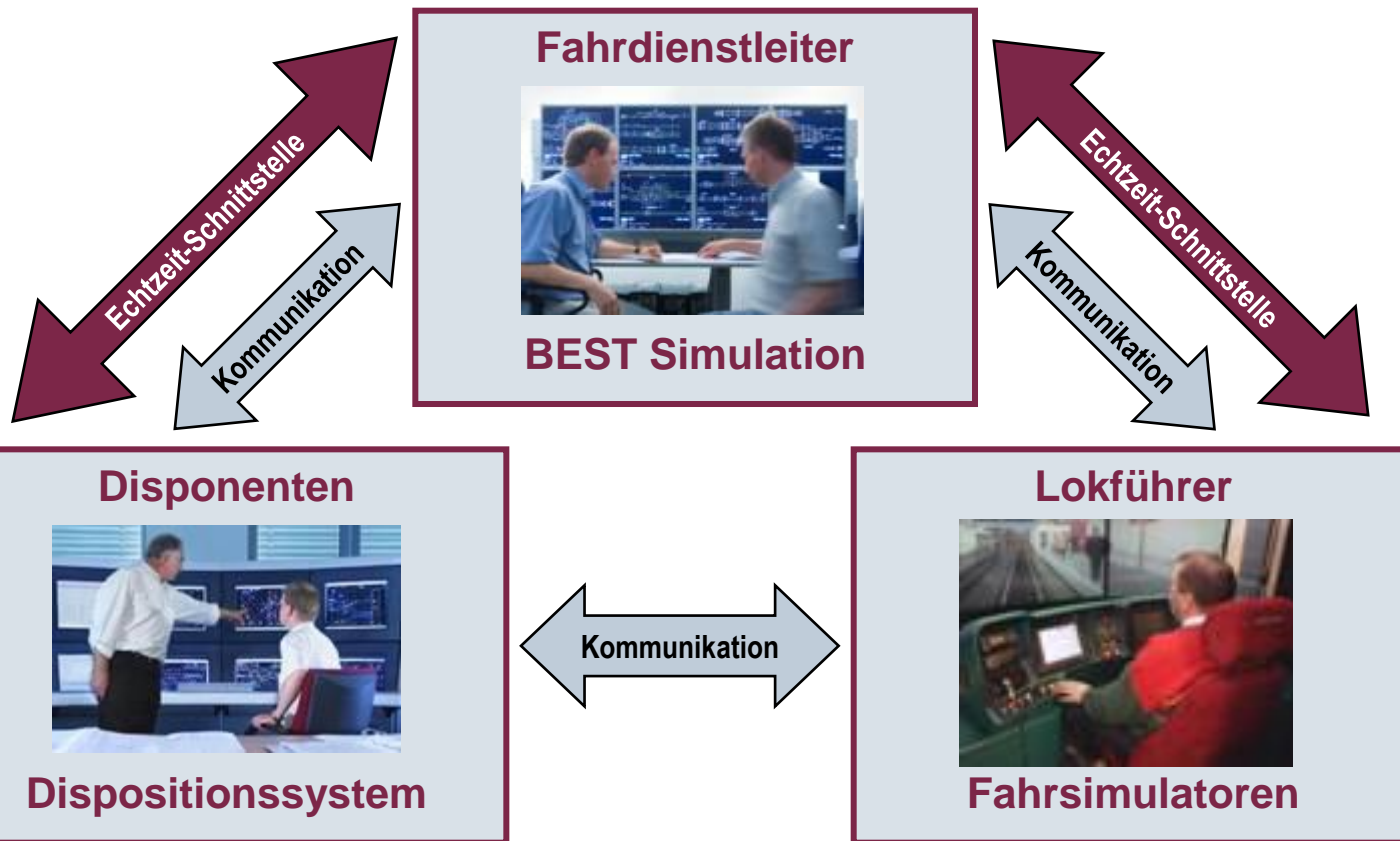 Fahrdienstleiter
BEST Simulation
Echtzeit-Schnittstelle
Kommunikation
Echtzeit-Schnittstelle
Kommunikation
Disponenten
Dispositionssystem
Kommunikation
Lokführer
Fahrsimulatoren